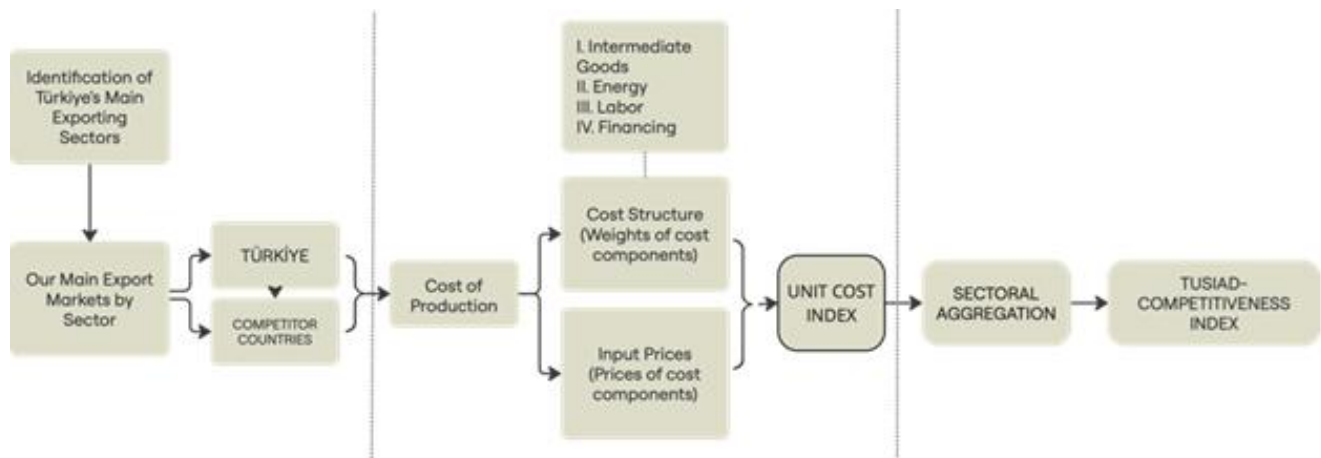 Identification of
Türkiye's Main
Exporting
Sectors
Our Main Export
Markets by
Sector
TÜRKİYE
COMPETITOR
COUNTRIES
Cost of
Production
I. Intermediate
Goods
II. Energy
III. Labor
IV. Financing
Cost Structure
(Weights of cost
components)
Input Prices
(Prices of cost
components)
UNIT COST
INDEX
SECTORAL
AGGREGATION
TUSIAD-
COMPETITIVENESS
INDEX